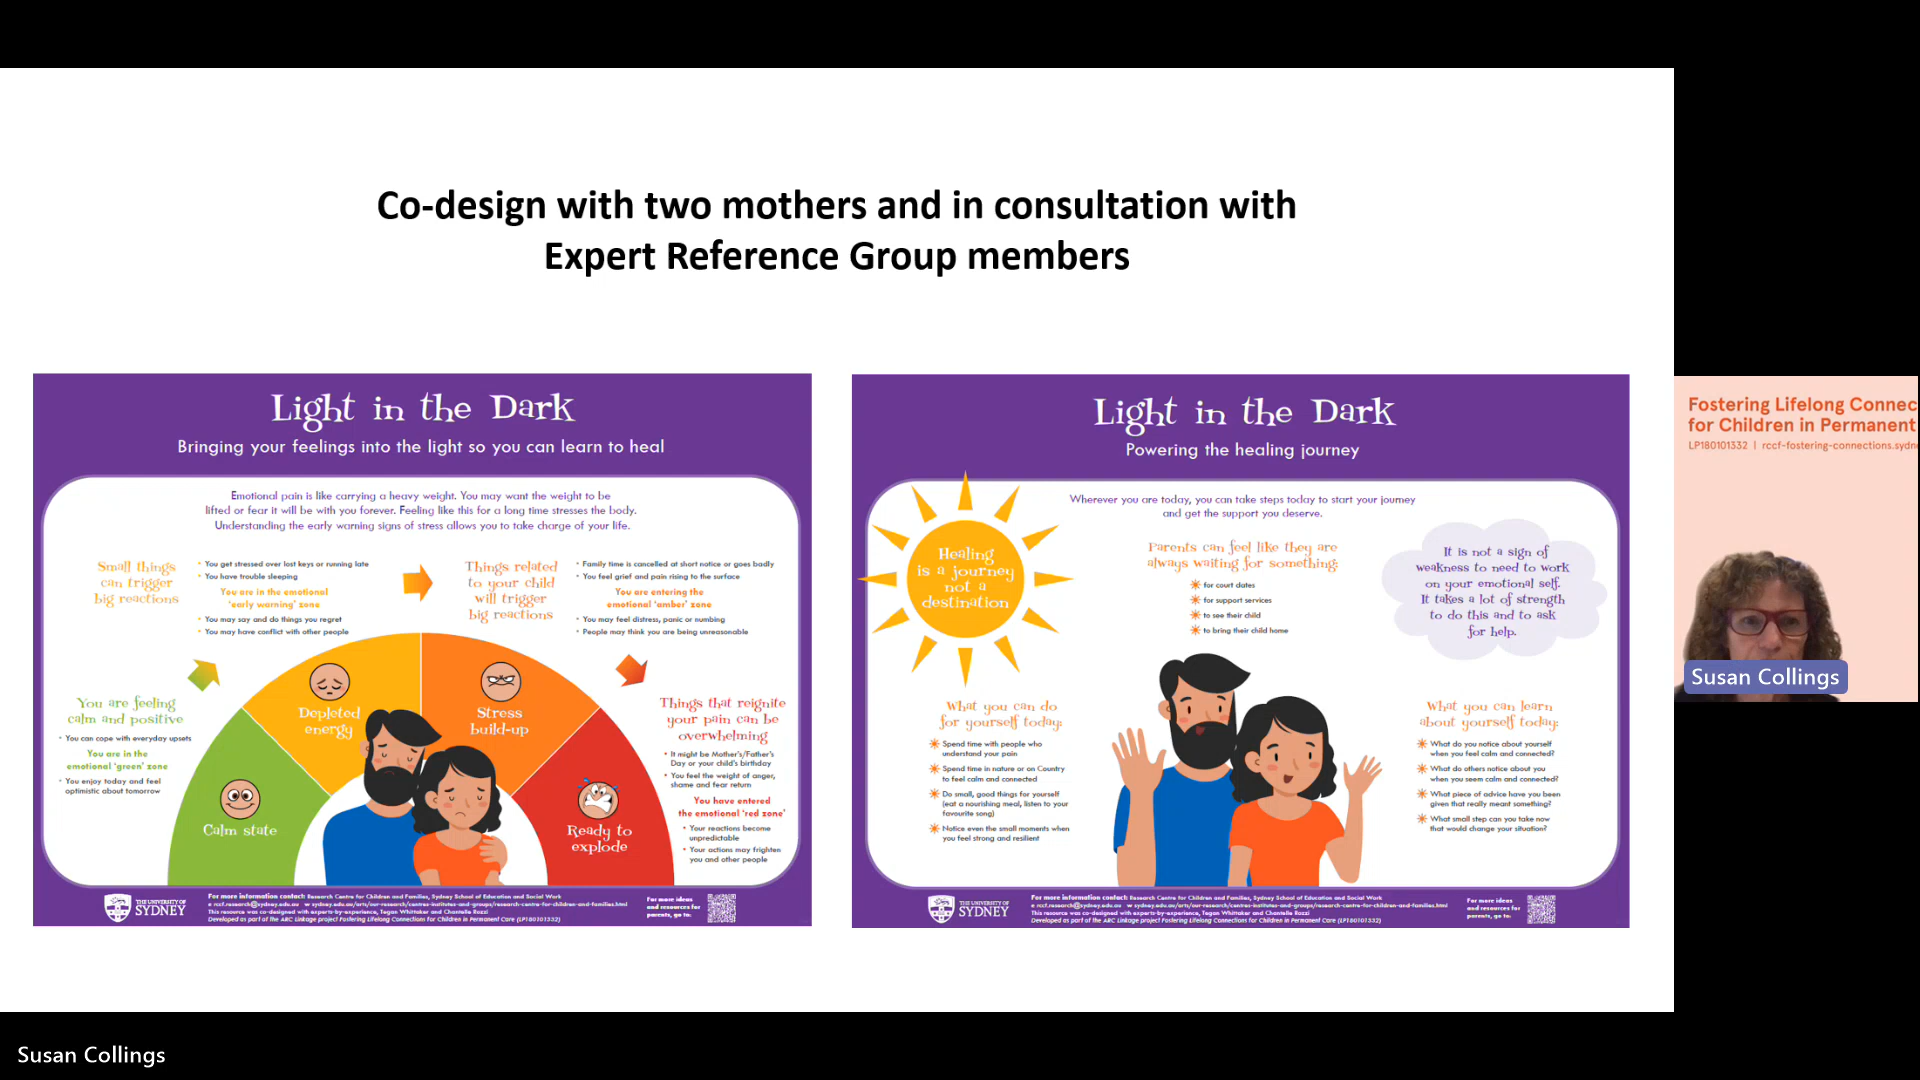 Co-design with two mothers and in consultation with
Expert Reference Group members
Light in the Dark
Bringing your feelings into the light so you can learn to heal
Emotional pain is like carrying a heavy weight. You may want the weight to be
lifted or fear it will be with you forever. Feeling like this for a long time stresses the body.
Understanding the early warning signs of stress allows you to take charge of your life.
Small things
can trigger
big reactions
• You get stressed over lost keys or running late
• You have trouble sleeping
You are in the emotional
'early warning' zone
• You may say and do things you regret
• You may have conflict with other people
Things related
to your child
will trigger
big reactions
• Family time is cancelled at short notice or goes badly
• You feel grief and pain rising to the surface
You are entering the
emotional 'amber' zone
• You may feel distress, panic or numbing
• People may think you are being unreasonable
You are feeling
calm and positive
• You can cope with everyday upsets
You are in the
emotional 'green' zone
• You enjoy today and feel
optimistic about tomorrow
Calm state
Depleted
energy
Stress
build-up
Ready to
explode
Things that reignite
your pain can be
overwhelming
• It might be Mother's/Father's
Day or your child's birthday
• You feel the weight of anger,
shame and fear return
You have entered
the emotional 'red zone'
• Your reactions become
unpredictable
• Your actions may frighten
you and other people
THE UNIVERSITY OF
SYDNEY
For more information contact: Research Centre for Children and Families, Sydney School of Education and Social Work
e rccf.research@sydney.edu.au w sydney.edu.au/arts/our-research/centres-institutes-and-groups/research-centre-for-children-and-families.html
This resource was co-designed with experts-by-experience, Tegan Whittaker and Chantelle Rozzi
Developed as part of the ARC Linkage project Fostering Lifelong Connections for Children in Permanent Care (LP180101332)
For more ideas
and resources for
parents, go to:
Light in the Dark
Powering the healing journey
Wherever you are today, you can take steps today to start your journey
and get the support you deserve.
Healing
is a journey
not a
destination
Parents can feel like they are
always waiting for something:
for court dates
for support services
to see their child
to bring their child home
It is not a sign of
weakness to need to work
on your emotional self.
It takes a lot of strength
to do this and to ask
for help.
What you can do
for yourself today:
Spend time with people who
understand your pain
Spend time in nature or on Country
to feel calm and connected
Do small, good things for yourself
(eat a nourishing meal, listen to your
favourite song)
Notice even the small moments when
you feel strong and resilient
What you can learn
about yourself today:
What do you notice about yourself
when you feel calm and connected?
What do others notice about you
when you seem calm and connected?
What piece of advice have you been
given that really meant something?
What small step can you take now
that would change your situation?
THE UNIVERSITY OF
SYDNEY
For more information contact: Research Centre for Children and Families, Sydney School of Education and Social Work
e rccf.research@sydney.edu.au w sydney.edu.au/arts/our-research/centres-institutes-and-groups/research-centre-for-children-and-families.html
This resource was co-designed with experts-by-experience, Tegan Whittaker and Chantelle Rozzi
Developed as part of the ARC Linkage project Fostering Lifelong Connections for Children in Permanent Care (LP180101332)
For more ideas
and resources for
parents, go to:
Fostering Lifelong Connec
for Children in Permanent
LP180101332 | rccf-fostering-connections.sydn
Susan Collings
Susan Collings